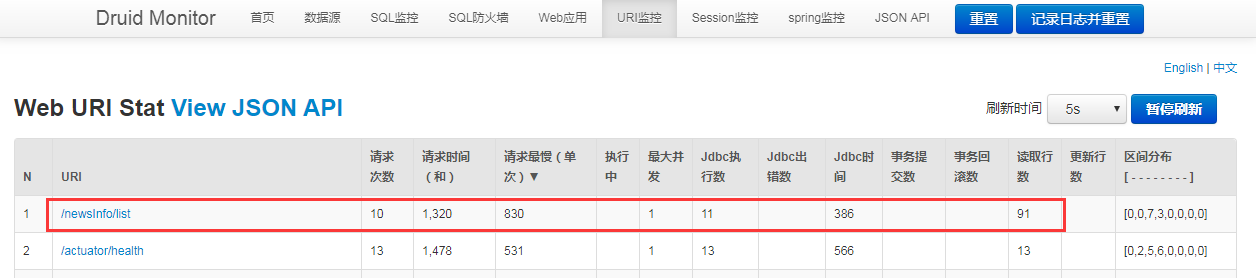 Druid Monitor 首页 数据源 SQL监控 SQL防火墙 Web应用 URI监控 Session监控 spring监控 JSON API 重置 记录日志并重置
English | 中文
Web URI Stat View JSON API 刷新时间 5s 暂停刷新
N URI 请求次数 请求时间（和） 请求最慢（单次）▼ 执行中 最大并发 Jdbc执行数 Jdbc出错数 Jdbc时间 事务提交数 事务回滚数 读取行数 更新行数 区间分布 [ - - - - - - - - ]
1 /newsInfo/list 10 1,320 830 1 11 386 91 [0,0,7,3,0,0,0,0]
2 /actuator/health 13 1,478 531 1 13 566 13 [0,2,5,6,0,0,0,0]